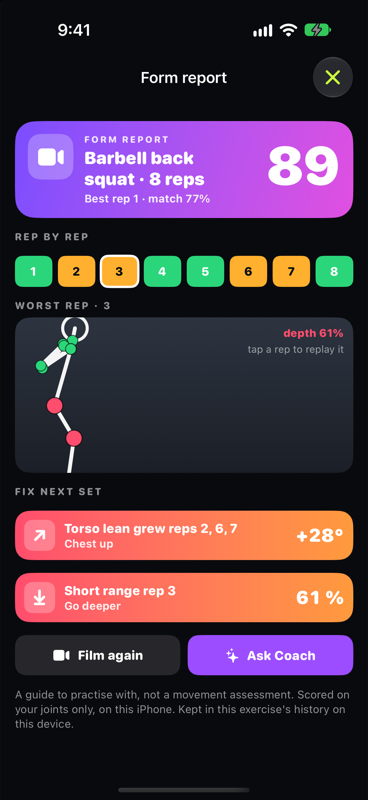 9:41
Form report
FORM REPORT
Barbell back
squat · 8 reps
Best rep 1 · match 77%
89
REP BY REP
1 2 3 4 5 6 7 8
WORST REP · 3
depth 61%
tap a rep to replay it
FIX NEXT SET
Torso lean grew reps 2, 6, 7
Chest up
+28°
Short range rep 3
Go deeper
61 %
Film again
Ask Coach
A guide to practise with, not a movement assessment. Scored on
your joints only, on this iPhone. Kept in this exercise's history on
this device.